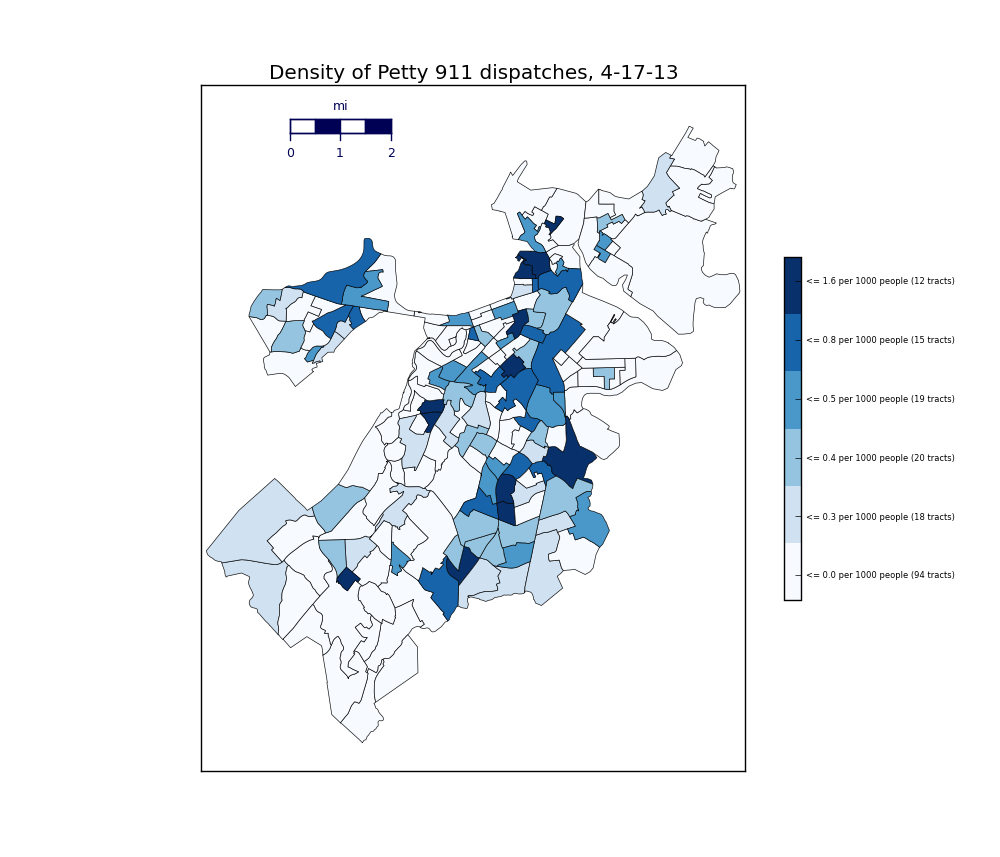 Density of Petty 911 dispatches, 4-17-13
mi
0 1 2
<= 1.6 per 1000 people (12 tracts)
<= 0.8 per 1000 people (15 tracts)
<= 0.5 per 1000 people (19 tracts)
<= 0.4 per 1000 people (20 tracts)
<= 0.3 per 1000 people (18 tracts)
<= 0.0 per 1000 people (94 tracts)